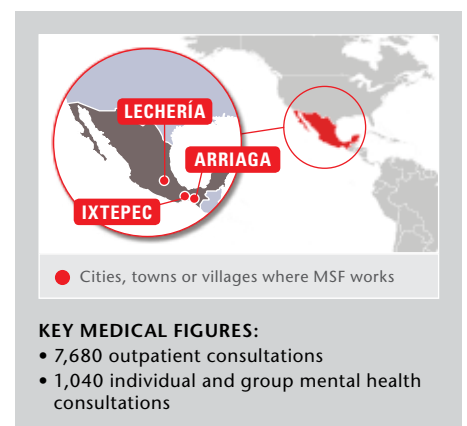 LECHERÍA
ARRIAGA
IXTEPEC
Cities, towns or villages where MSF works
KEY MEDICAL FIGURES:
• 7,680 outpatient consultations
• 1,040 individual and group mental health
consultations